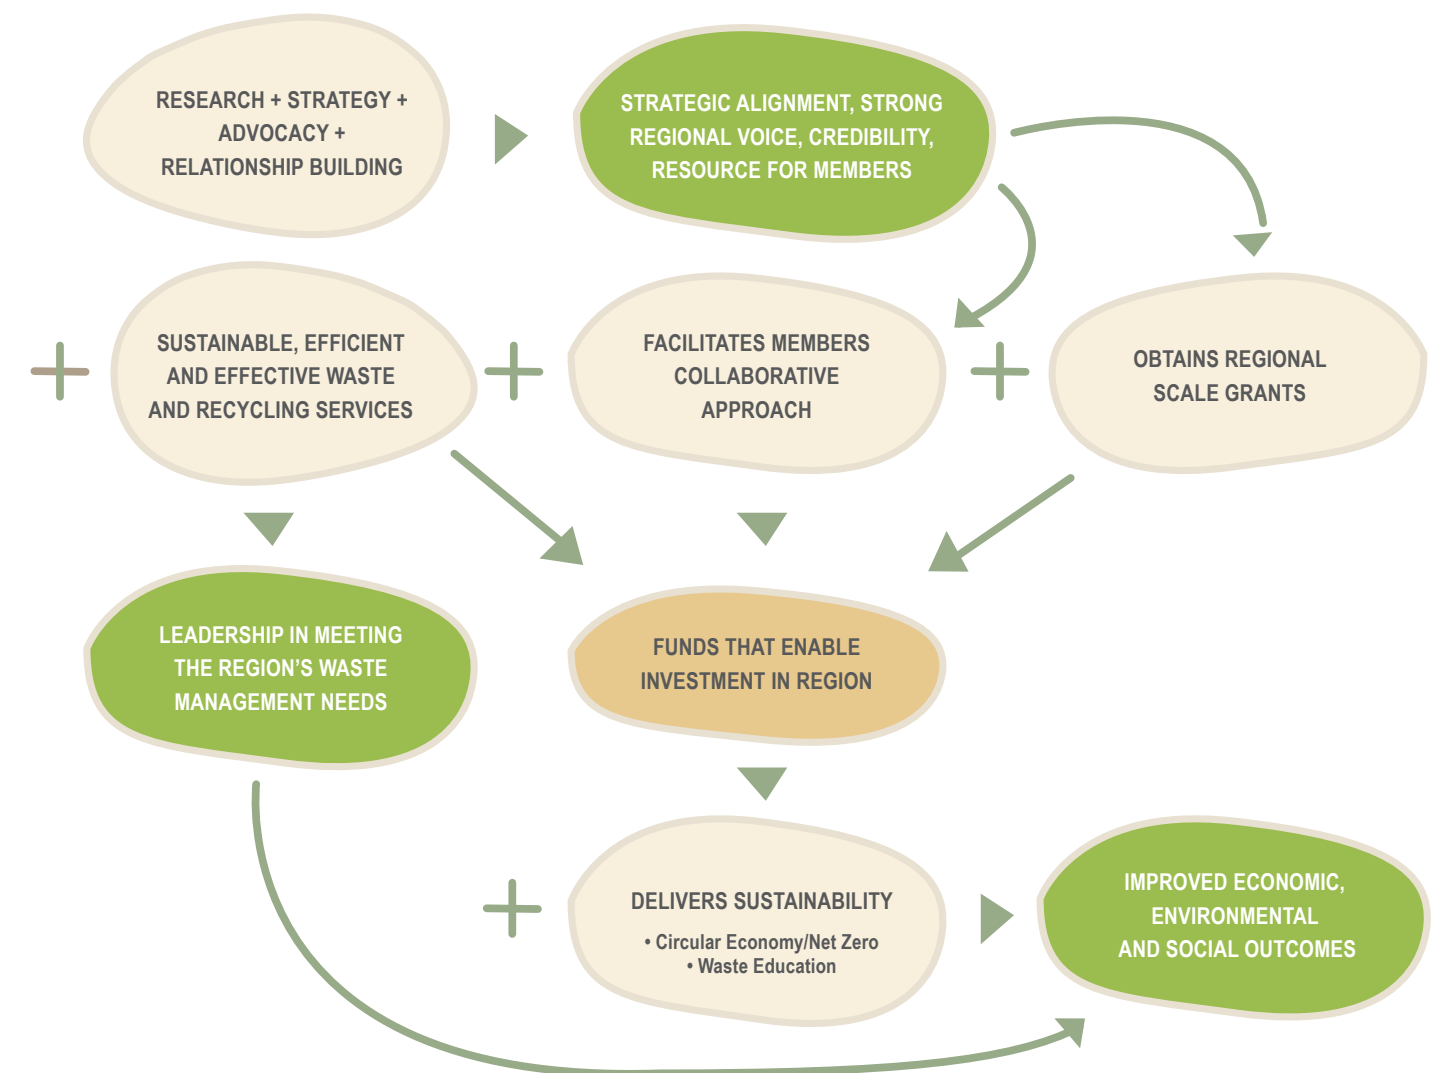 RESEARCH + STRATEGY +
ADVOCACY +
RELATIONSHIP BUILDING
STRATEGIC ALIGNMENT, STRONG
REGIONAL VOICE, CREDIBILITY,
RESOURCE FOR MEMBERS
SUSTAINABLE, EFFICIENT
AND EFFECTIVE WASTE
AND RECYCLING SERVICES
FACILITATES MEMBERS
COLLABORATIVE
APPROACH
OBTAINS REGIONAL
SCALE GRANTS
LEADERSHIP IN MEETING
THE REGION’S WASTE
MANAGEMENT NEEDS
FUNDS THAT ENABLE
INVESTMENT IN REGION
DELIVERS SUSTAINABILITY
• Circular Economy/Net Zero
• Waste Education
IMPROVED ECONOMIC,
ENVIRONMENTAL
AND SOCIAL OUTCOMES